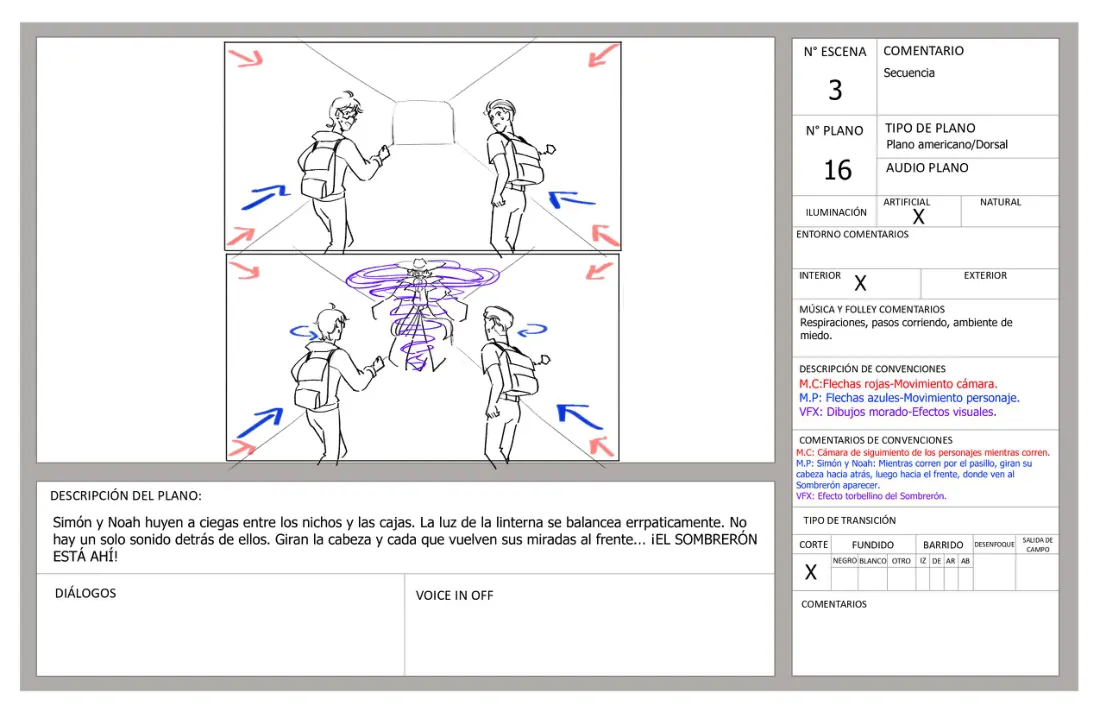 N° ESCENA
3
COMENTARIO
Secuencia
N° PLANO
16
TIPO DE PLANO
Plano americano/Dorsal
AUDIO PLANO
ILUMINACIÓN
ARTIFICIAL
X
NATURAL
ENTORNO COMENTARIOS
INTERIOR X
EXTERIOR
MÚSICA Y FOLLEY COMENTARIOS
Respiraciones, pasos corriendo, ambiente de
miedo.
DESCRIPCIÓN DE CONVENCIONES
M.C:Flechas rojas-Movimiento cámara.
M.P: Flechas azules-Movimiento personaje.
VFX: Dibujos morado-Efectos visuales.
COMENTARIOS DE CONVENCIONES
M.C: Cámara de siguimiento de los personajes mientras corren.
M.P: Simón y Noah: Mientras corren por el pasillo, giran su
cabeza hacia atrás, luego hacia el frente, donde ven al
Sombrerón aparecer.
VFX: Efecto torbellino del Sombrerón.
TIPO DE TRANSICIÓN
CORTE
X
FUNDIDO
NEGRO BLANCO OTRO
BARRIDO
IZ DE AR AB
DESENFOQUE
SALIDA DE
CAMPO
COMENTARIOS
DESCRIPCIÓN DEL PLANO:
Simón y Noah huyen a ciegas entre los nichos y las cajas. La luz de la linterna se balancea errpaticamente. No
hay un solo sonido detrás de ellos. Giran la cabeza y cada que vuelven sus miradas al frente... ¡EL SOMBRERÓN
ESTÁ AHÍ!
DIÁLOGOS
VOICE IN OFF